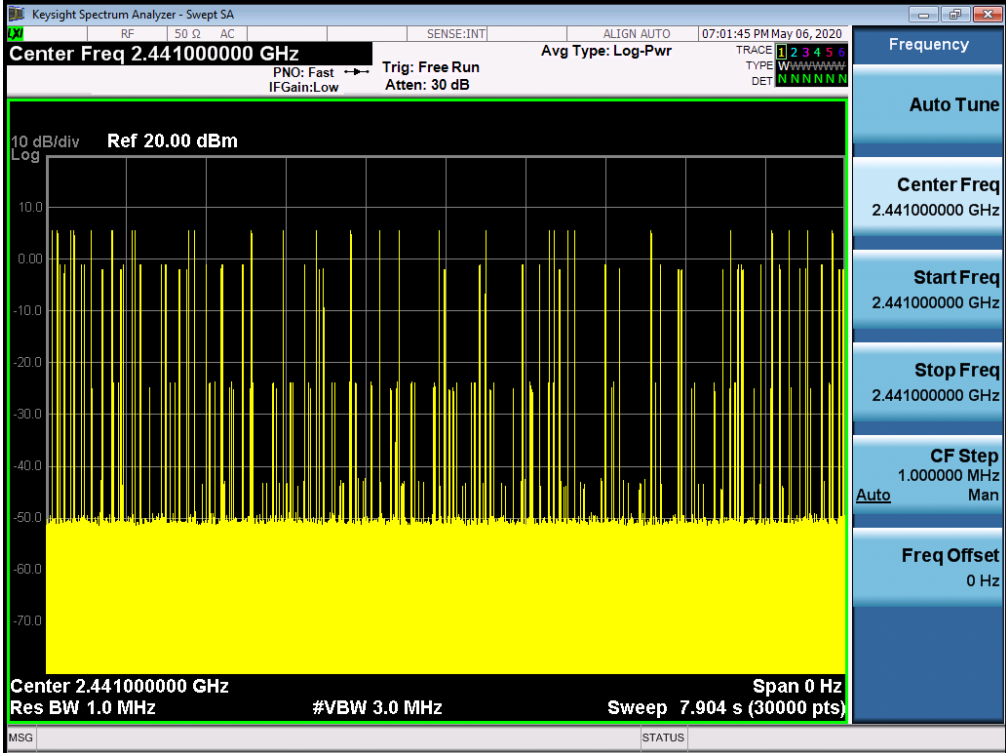 Keysight Spectrum Analyzer - Swept SA
LXI RF 50 Ω AC SENSE:INT ALIGN AUTO 07:01:45 PM May 06, 2020
Center Freq 2.441000000 GHz
PNO: Fast
IFGain:Low
Trig: Free Run
Atten: 30 dB
Avg Type: Log-Pwr
TRACE 1 2 3 4 5 6
TYPE WWWWWW
DET N N N N N N
Frequency
Auto Tune
Center Freq
2.441000000 GHz
Start Freq
2.441000000 GHz
Stop Freq
2.441000000 GHz
CF Step
1.000000 MHz
Auto Man
Freq Offset
0 Hz
10 dB/div Ref 20.00 dBm
Log
10.0
0.00
-10.0
-20.0
-30.0
-40.0
-50.0
-60.0
-70.0
Center 2.441000000 GHz Span 0 Hz
Res BW 1.0 MHz #VBW 3.0 MHz Sweep 7.904 s (30000 pts)
MSG STATUS